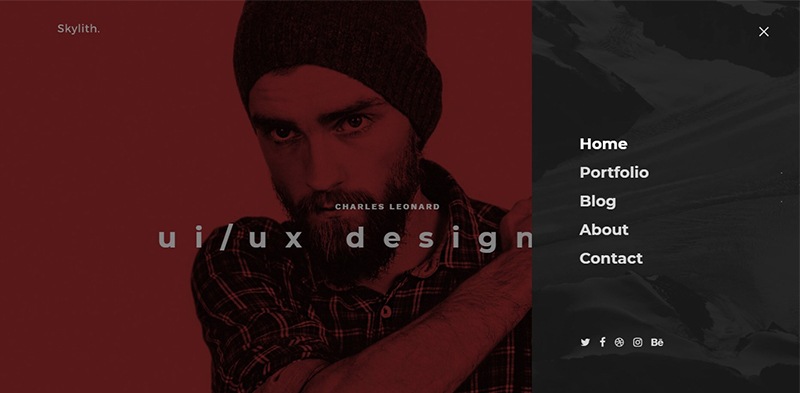 Skylith.
CHARLES LEONARD
ui/ux design
Home
Portfolio
Blog
About
Contact
Bē